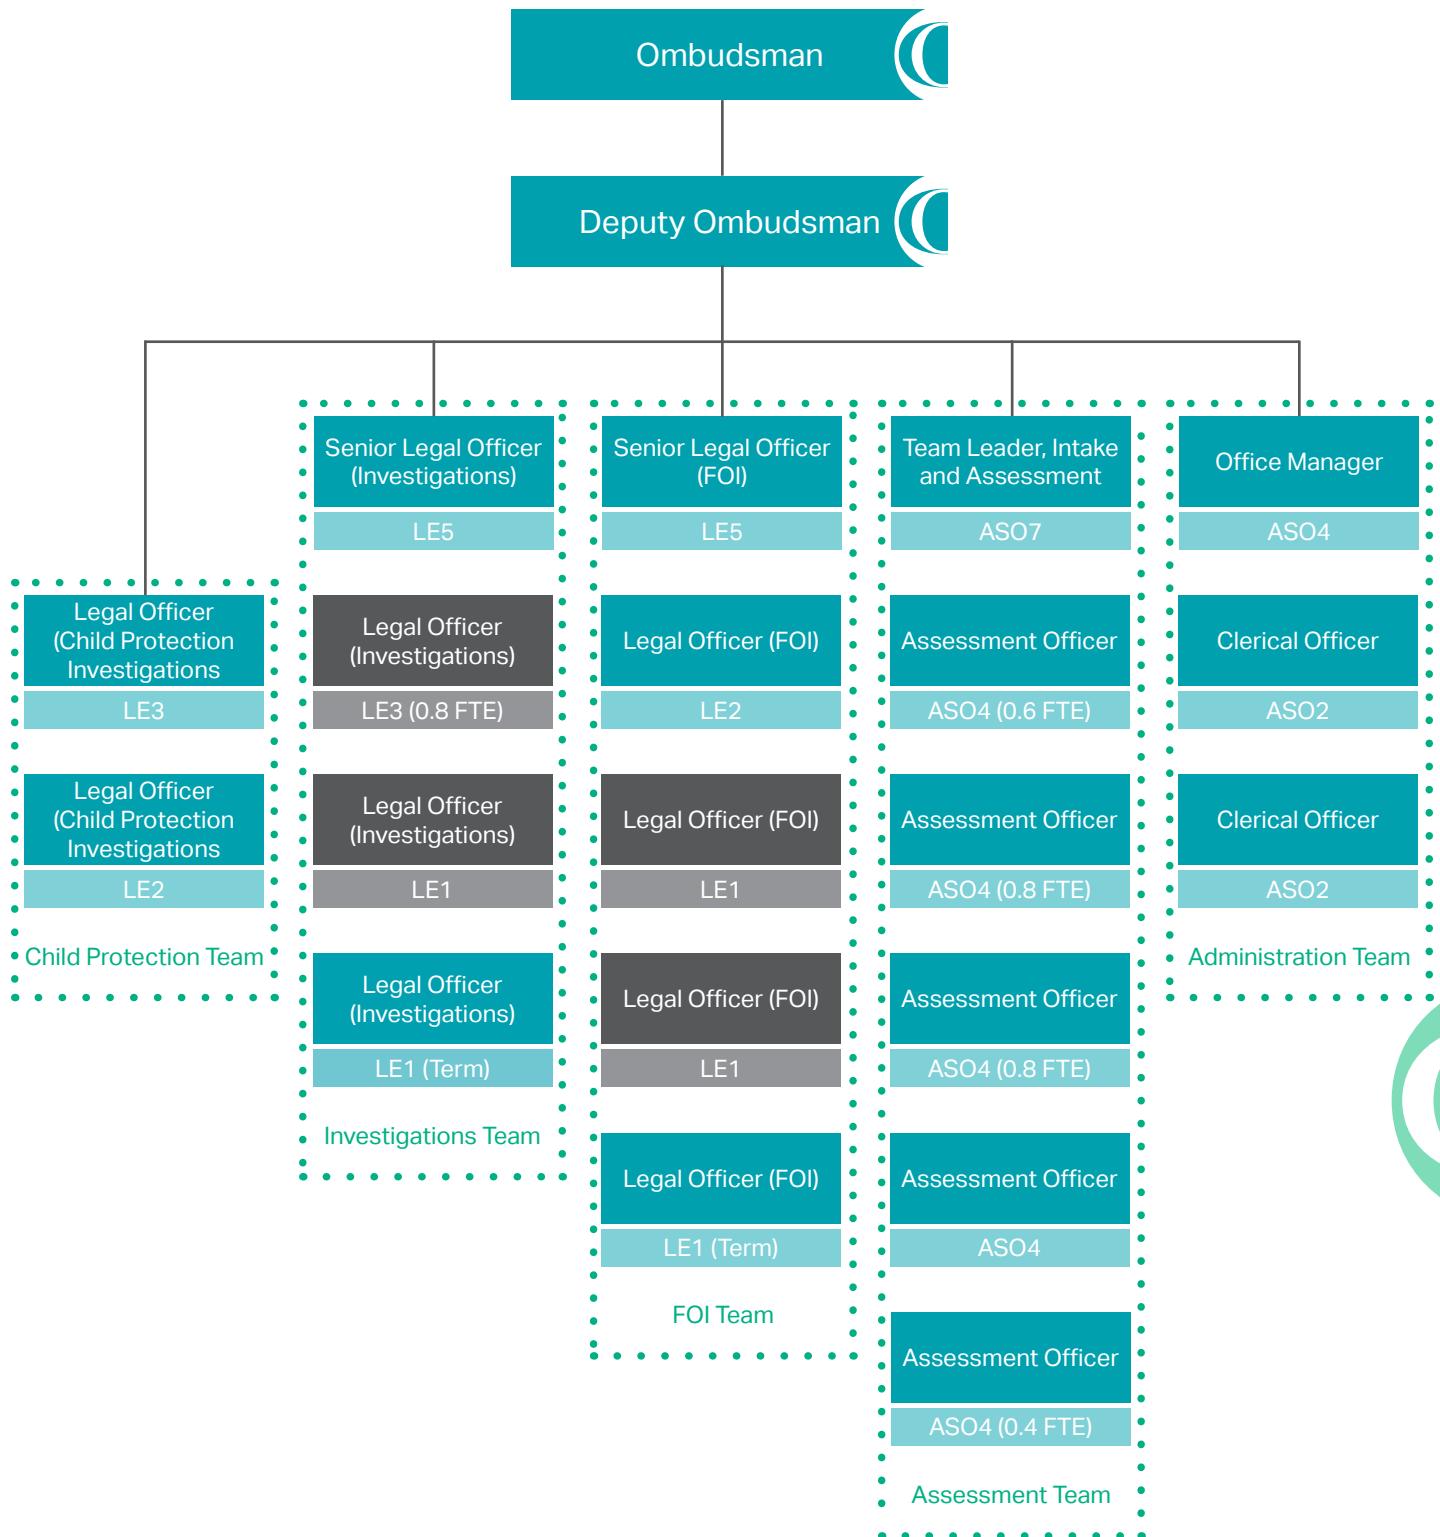 Ombudsman
Deputy Ombudsman
Legal Officer
(Child Protection
Investigations
LE3
Legal Officer
(Child Protection
Investigations
LE2
Child Protection Team
Senior Legal Officer
(Investigations)
LE5
Legal Officer
(Investigations)
LE3 (0.8 FTE)
Legal Officer
(Investigations)
LE1
Legal Officer
(Investigations)
LE1 (Term)
Investigations Team
Senior Legal Officer
(FOI)
LE5
Legal Officer (FOI)
LE2
Legal Officer (FOI)
LE1
Legal Officer (FOI)
LE1
Legal Officer (FOI)
LE1 (Term)
FOI Team
Team Leader, Intake
and Assessment
ASO7
Assessment Officer
ASO4 (0.6 FTE)
Assessment Officer
ASO4 (0.8 FTE)
Assessment Officer
ASO4 (0.8 FTE)
Assessment Officer
ASO4
Assessment Officer
ASO4 (0.4 FTE)
Assessment Team
Office Manager
ASO4
Clerical Officer
ASO2
Clerical Officer
ASO2
Administration Team